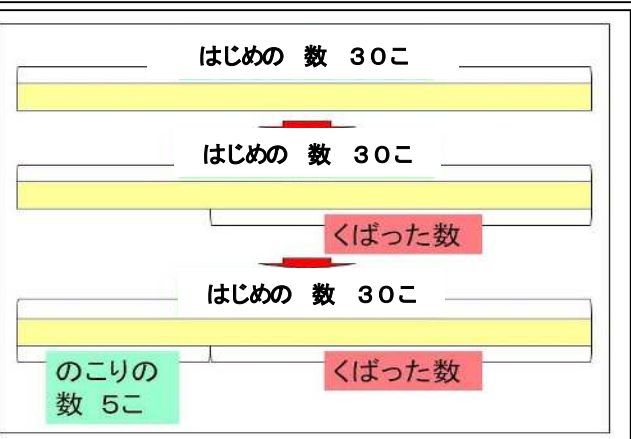 はじめの 数 30こ
はじめの 数 30こ
くばった数
はじめの 数 30こ
のこりの
数 5こ
くばった数